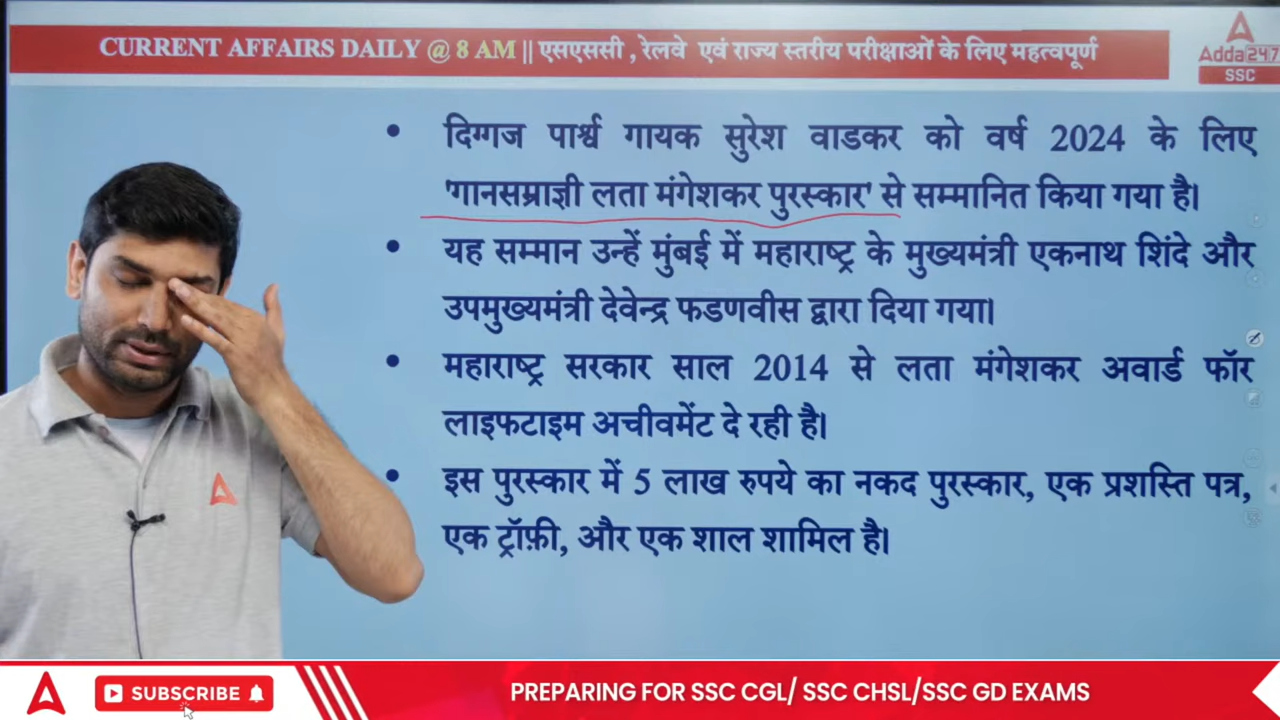 CURRENT AFFAIRS DAILY @ 8 AM || एसएससी , रेलवे एवं राज्य स्तरीय परीक्षाओं के लिए महत्वपूर्ण
Adda247
SSC
• दिग्गज पार्श्व गायक सुरेश वाडकर को वर्ष 2024 के लिए
'गानसम्राज्ञी लता मंगेशकर पुरस्कार' से सम्मानित किया गया है।
• यह सम्मान उन्हें मुंबई में महाराष्ट्र के मुख्यमंत्री एकनाथ शिंदे और
उपमुख्यमंत्री देवेन्द्र फडणवीस द्वारा दिया गया।
• महाराष्ट्र सरकार साल 2014 से लता मंगेशकर अवार्ड फॉर
लाइफटाइम अचीवमेंट दे रही है।
• इस पुरस्कार में 5 लाख रुपये का नकद पुरस्कार, एक प्रशस्ति पत्र,
एक ट्रॉफ़ी, और एक शाल शामिल है।
SUBSCRIBE
PREPARING FOR SSC CGL/ SSC CHSL/SSC GD EXAMS